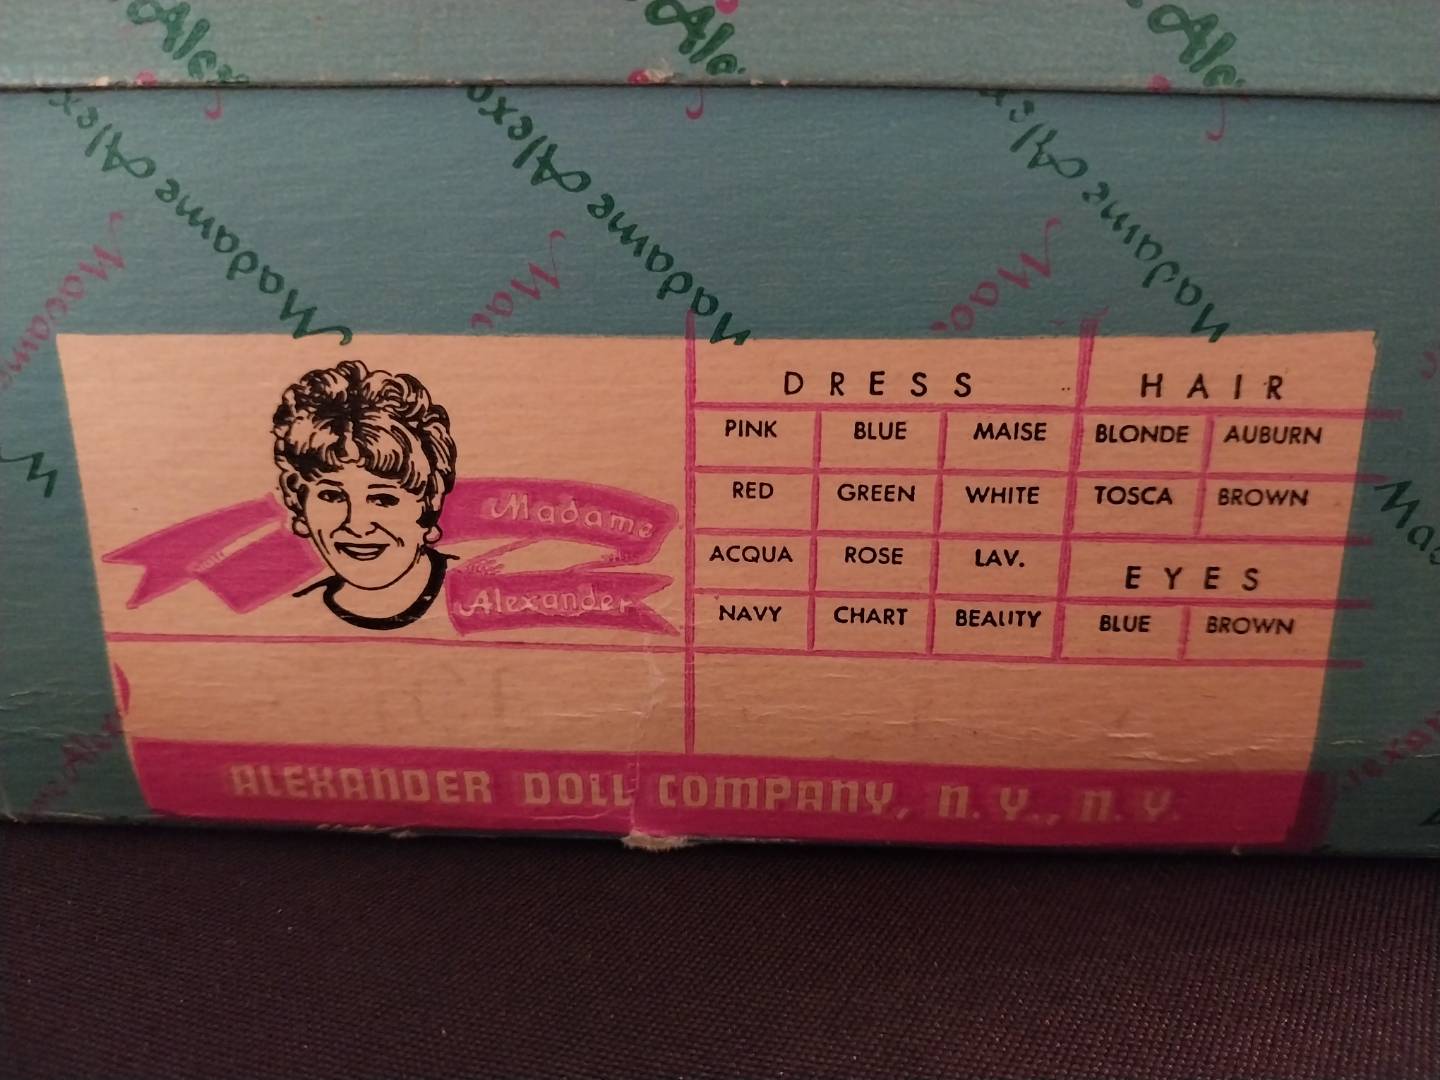 Madame Alexander
Madame Alexander
Madame Alexander
Madame
Alexander
DRESS
HAIR
PINK BLUE MAISE BLONDE AUBURN
RED GREEN WHITE TOSCA BROWN
ACQUA ROSE LAV.
EYES
NAVY CHART BEAUTY BLUE BROWN
ALEXANDER DOLL COMPANY, N.Y., N.Y.